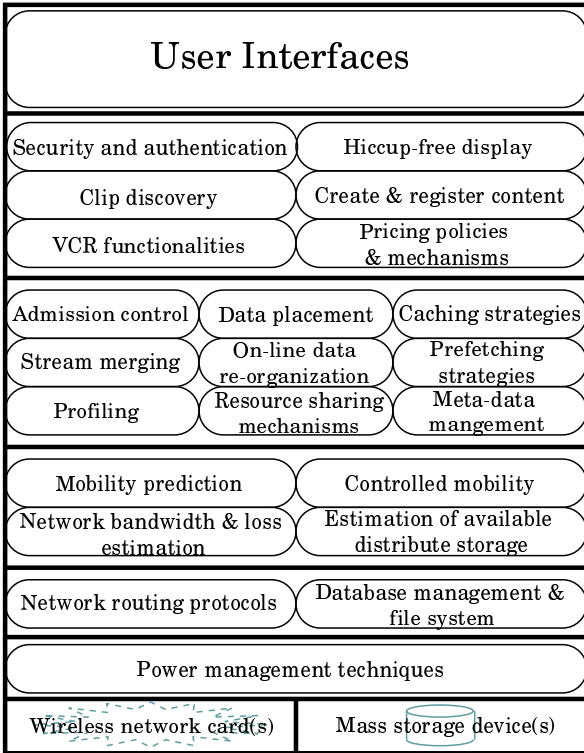 User Interfaces
Security and authentication
Hiccup-free display
Clip discovery
Create & register content
VCR functionalities
Pricing policies
& mechanisms
Admission control
Data placement
Caching strategies
Stream merging
On-line data
re-organization
Prefetching
strategies
Profiling
Resource sharing
mechanisms
Meta-data
mangement
Mobility prediction
Controlled mobility
Network bandwidth & loss
estimation
Estimation of available
distribute storage
Network routing protocols
Database management &
file system
Power management techniques
Wireless network card(s)
Mass storage device(s)